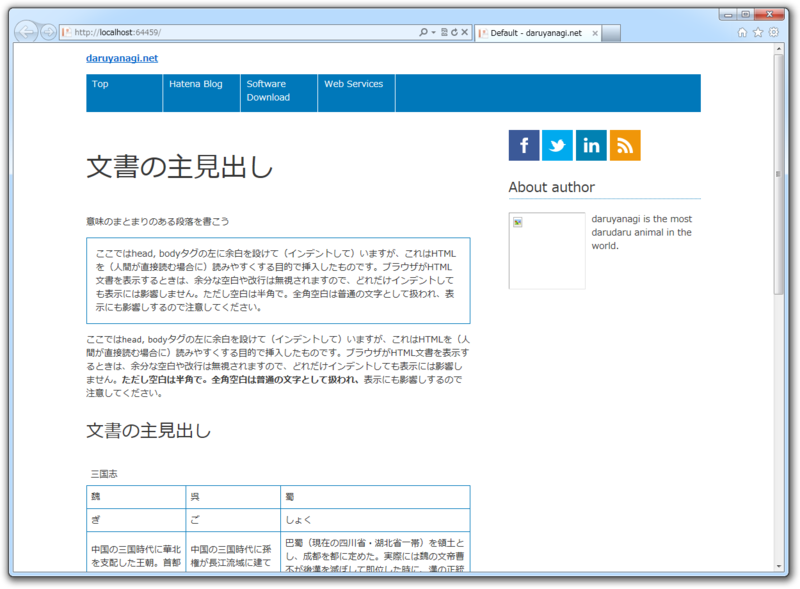 http://localhost:64459/
Default - daruyanagi.net
daruyanagi.net
Top
Hatena Blog
Software
Download
Web Services
文書の主見出し
意味のまとまりのある段落を書こう
ここではhead, bodyタグの左に余白を設けて（インデントして）いますが、これはHTML
を（人間が直接読む場合に）読みやすくする目的で挿入したものです。ブラウザがHTML
文書を表示するときは、余分な空白や改行は無視されますので、どれだけインデントして
も表示には影響しません。ただし空白は半角で。全角空白は普通の文字として扱われ、表
示にも影響しするので注意してください。
ここではhead, bodyタグの左に余白を設けて（インデントして）いますが、これはHTMLを（人
間が直接読む場合に）読みやすくする目的で挿入したものです。ブラウザがHTML文書を表示す
るときは、余分な空白や改行は無視されますので、どれだけインデントしても表示には影響し
ません。ただし空白は半角で。全角空白は普通の文字として扱われ、表示にも影響しするので
注意してください。
文書の主見出し
三国志
魏
呉
蜀
ぎ
ご
しょく
中国の三国時代に華北
を支配した王朝。首都
中国の三国時代に孫
権が長江流域に建て
巴蜀（現在の四川省・湖北省一帯）を領土と
し、成都を都に定めた。実際には魏の文帝曹
丕が後漢を滅ぼして即位した時に、漢の正統
f
in
About author
daruyanagi is the most
darudaru animal in the
world.